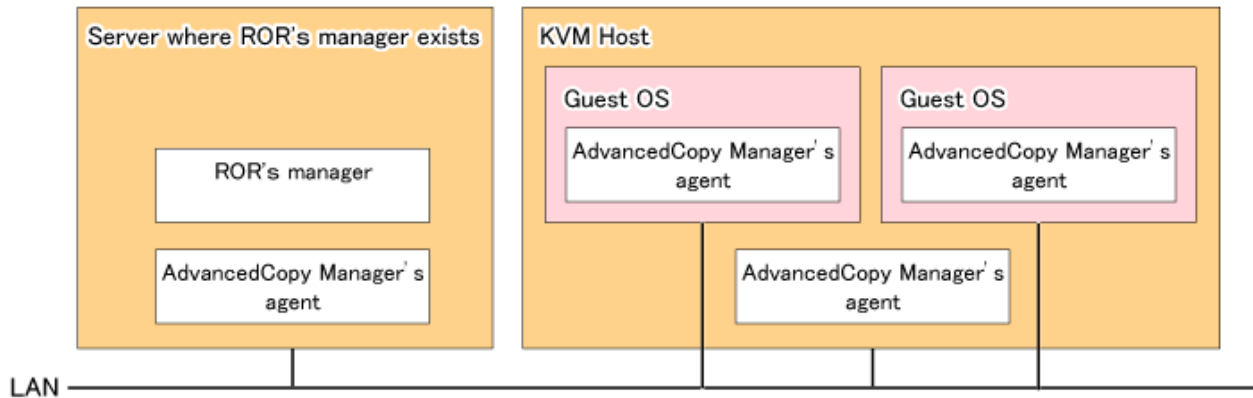 Server where ROR's manager exists
ROR's manager
AdvancedCopy Manager's
agent
KVM Host
Guest OS
AdvancedCopy Manager's
agent
Guest OS
AdvancedCopy Manager's
agent
AdvancedCopy Manager's
agent
LAN